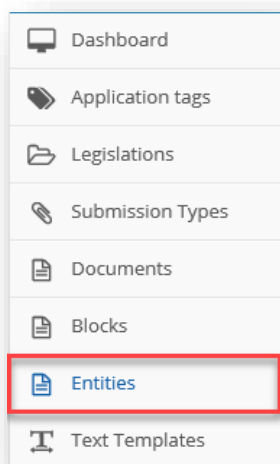 Dashboard
Application tags
Legislations
Submission Types
Documents
Blocks
Entities
Text Templates